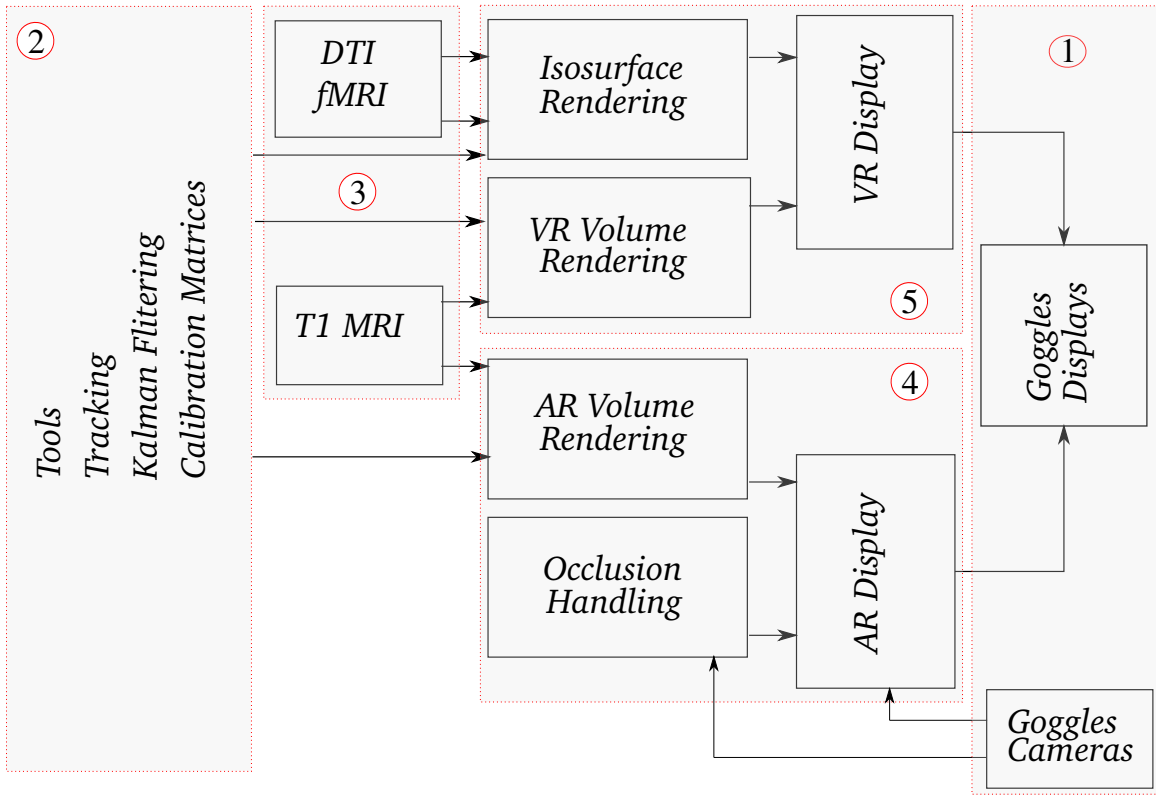 2
Tools
Tracking
Kalman Flitering
Calibration Matrices
DTI
fMRI
3
T1 MRI
Isosurface
Rendering
VR Volume
Rendering
VR Display
5
AR Volume
Rendering
4
Occlusion
Handling
AR Display
1
Goggles
Displays
Goggles
Cameras